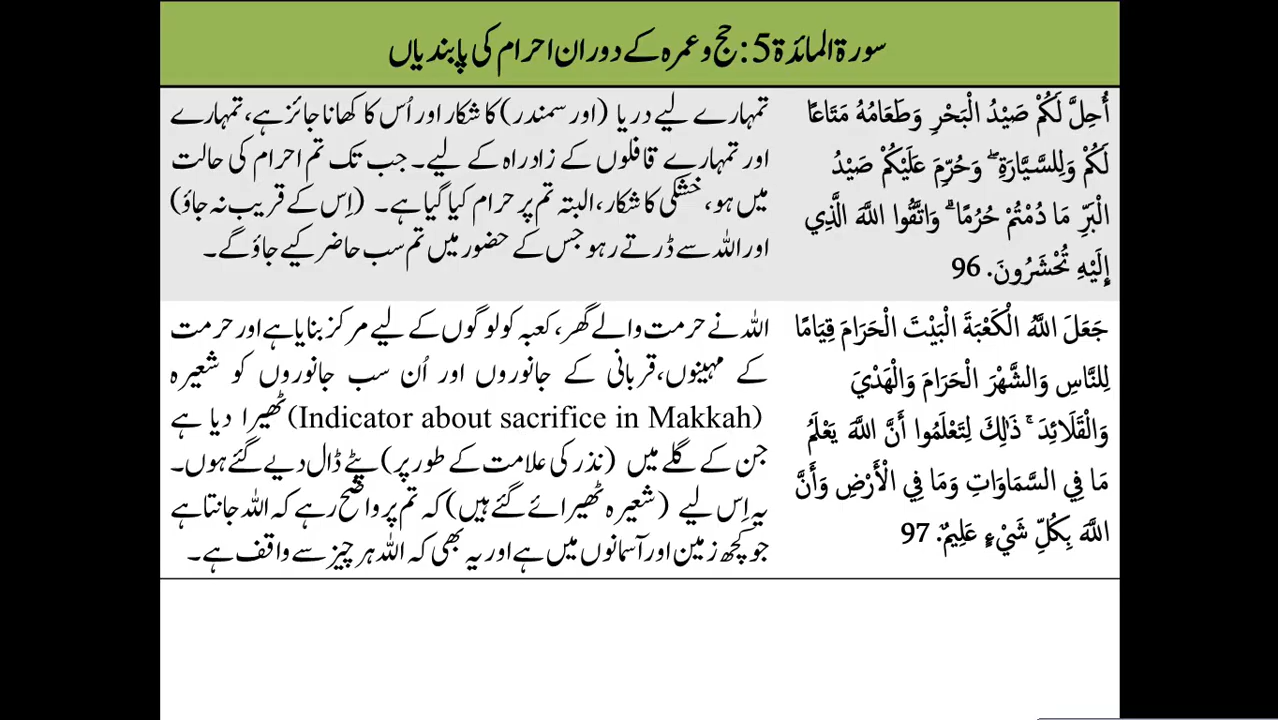 سورۃ المائدۃ 5: حج و عمرہ کے دوران احرام کی پابندیاں
أُحِلَّ لَكُمْ صَيْدُ الْبَحْرِ وَطَعَامُهُ مَتَاعًا
لَكُمْ وَلِلسَّيَّارَةِ ۖ وَحُرِّمَ عَلَيْكُمْ صَيْدُ
الْبَرِّ مَا دُمْتُمْ حُرُمًا ۗ وَاتَّقُوا اللَّهَ الَّذِي
إِلَيْهِ تُحْشَرُونَ. 96
تمہارے لیے دریا (اور سمندر) کا شکار اور اُس کا کھانا جائز ہے، تمہارے
اور تمہارے قافلوں کے زادراہ کے لیے۔ جب تک تم احرام کی حالت
میں ہو، خشکی کا شکار، البتہ تم پر حرام کیا گیا ہے۔ (اِس کے قریب نہ جاؤ)
اور اللہ سے ڈرتے رہو جس کے حضور میں تم سب حاضر کیے جاؤ گے۔
جَعَلَ اللَّهُ الْكَعْبَةَ الْبَيْتَ الْحَرَامَ قِيَامًا
لِلنَّاسِ وَالشَّهْرَ الْحَرَامَ وَالْهَدْيَ
وَالْقَلَائِدَ ۚ ذَٰلِكَ لِتَعْلَمُوا أَنَّ اللَّهَ يَعْلَمُ
مَا فِي السَّمَاوَاتِ وَمَا فِي الْأَرْضِ وَأَنَّ
اللَّهَ بِكُلِّ شَيْءٍ عَلِيمٌ. 97
اللہ نے حرمت والے گھر، کعبہ کو لوگوں کے لیے مرکز بنایا ہے اور حرمت
کے مہینوں، قربانی کے جانوروں اور اُن سب جانوروں کو شعیرہ
(Indicator about sacrifice in Makkah) ٹھیرا دیا ہے
جن کے گلے میں (نذر کی علامت کے طور پر) پٹے ڈال دیے گئے ہوں۔
یہ اِس لیے (شعیرہ ٹھیرائے گئے ہیں) کہ تم پر واضح رہے کہ اللہ جانتا ہے
جو کچھ زمین اور آسمانوں میں ہے اور یہ بھی کہ اللہ ہر چیز سے واقف ہے۔